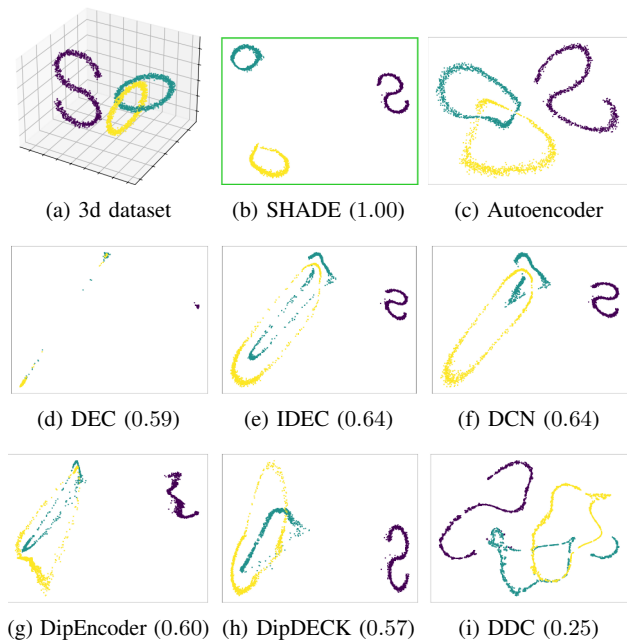 (a) 3d dataset
(b) SHADE (1.00)
(c) Autoencoder
(d) DEC (0.59)
(e) IDEC (0.64)
(f) DCN (0.64)
(g) DipEncoder (0.60)
(h) DipDECK (0.57)
(i) DDC (0.25)